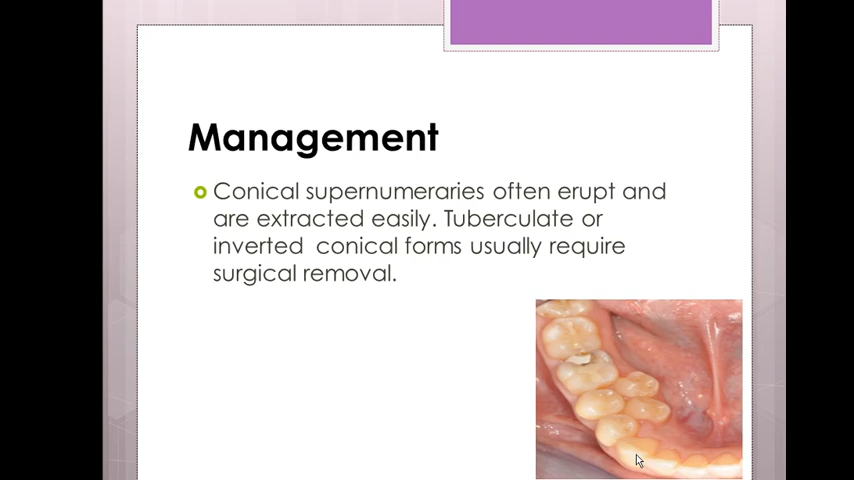 Management
Conical supernumeraries often erupt and
are extracted easily. Tuberculate or
inverted  conical forms usually require
surgical removal.